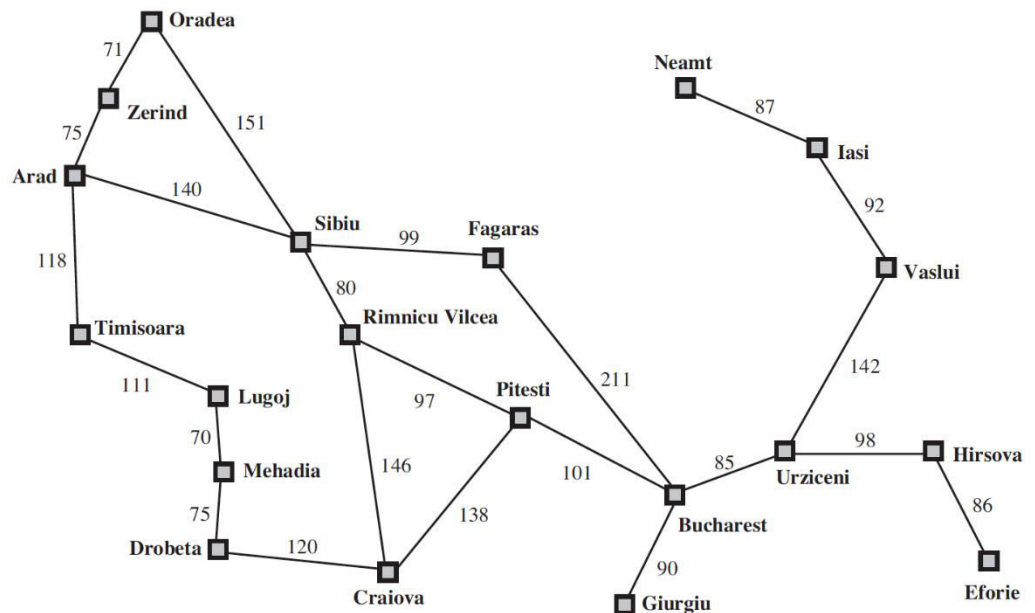 Oradea
71
Neamt
Zerind
87
75
151
Iasi
Arad
140
92
Sibiu
Fagaras
99
118
Vaslui
80
Timisoara
Rimnicu Vilcea
142
111
211
Pitesti
Lugoj
97
70
98
Hirsova
146
85
Mehadia
101
Urziceni
75
138
86
Bucharest
Drobeta
120
90
Craiova
Eforie
Giurgiu